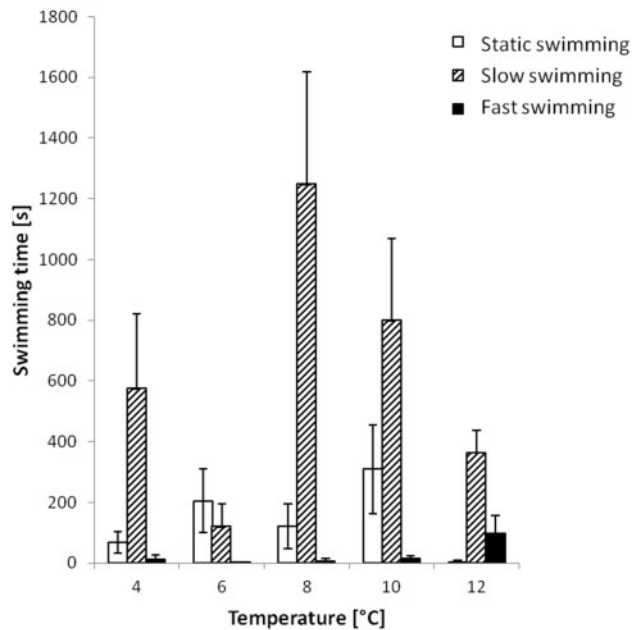 1800
1600
1400
1200
1000
800
600
400
200
0
Swimming time [s]
Static swimming
Slow swimming
Fast swimming
4 6 8 10 12
Temperature [°C]